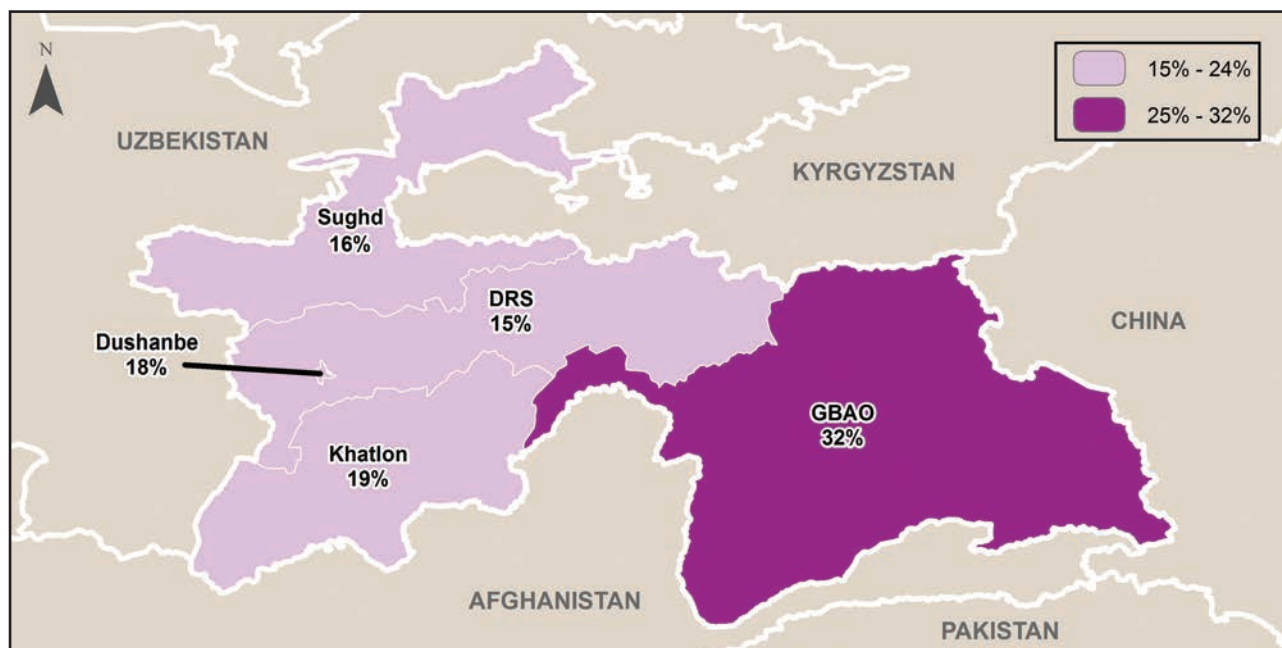 N
15% - 24%
25% - 32%
UZBEKISTAN
KYRGYZSTAN
Sughd
16%
DRS
15%
CHINA
Dushanbe
18%
GBAO
32%
Khatlon
19%
AFGHANISTAN
PAKISTAN